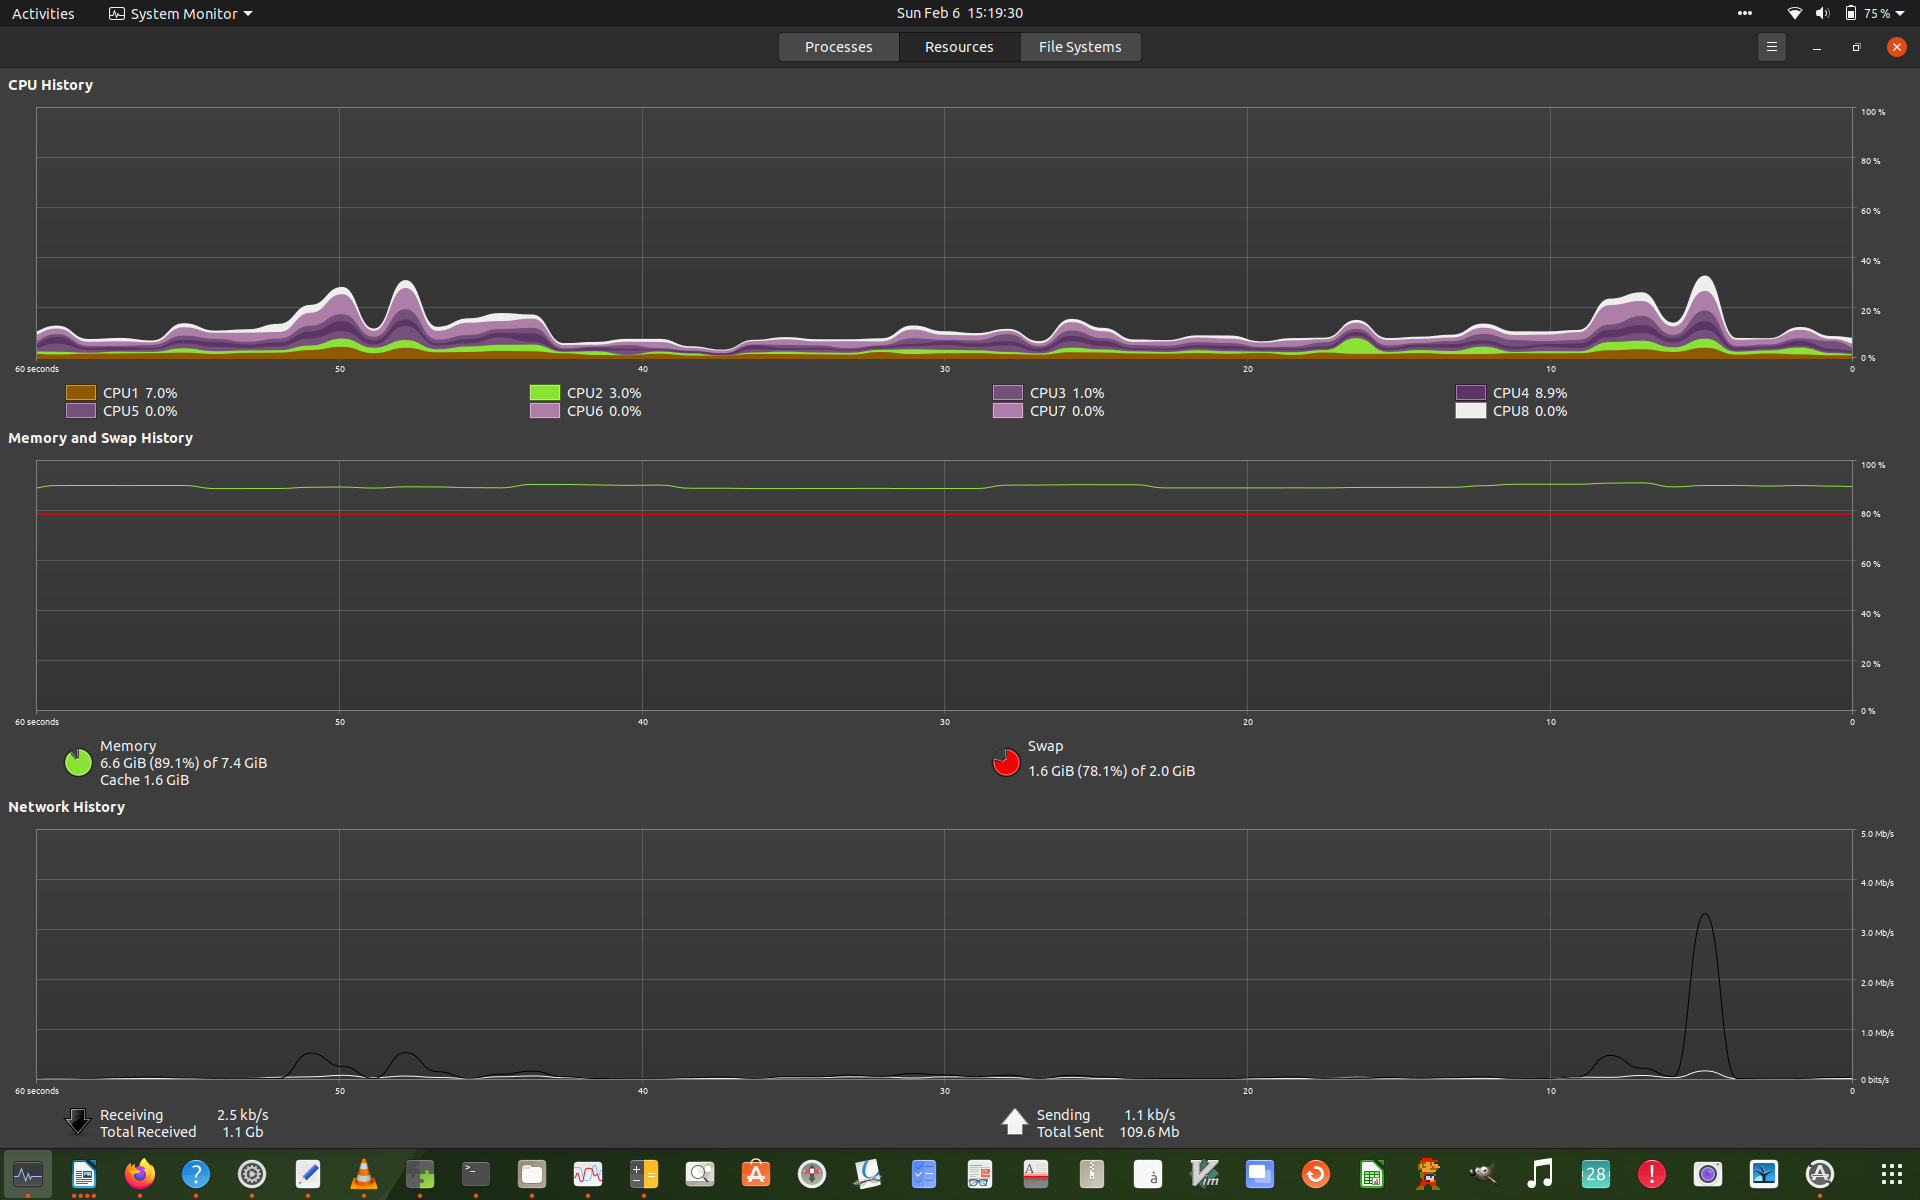 Activities System Monitor Sun Feb 6 15:19:30 75 %
Processes Resources File Systems
CPU History
100 %
80 %
60 %
40 %
20 %
0 %
60 seconds 50 40 30 20 10 0
CPU1 7.0% CPU2 3.0% CPU3 1.0% CPU4 8.9%
CPU5 0.0% CPU6 0.0% CPU7 0.0% CPU8 0.0%
Memory and Swap History
100 %
80 %
60 %
40 %
20 %
0 %
60 seconds 50 40 30 20 10 0
Memory
6.6 GiB (89.1%) of 7.4 GiB
Cache 1.6 GiB
Swap
1.6 GiB (78.1%) of 2.0 GiB
Network History
5.0 Mb/s
4.0 Mb/s
3.0 Mb/s
2.0 Mb/s
1.0 Mb/s
0 bits/s
60 seconds 50 40 30 20 10 0
Receiving 2.5 kb/s
Total Received 1.1 Gb
Sending 1.1 kb/s
Total Sent 109.6 Mb
28